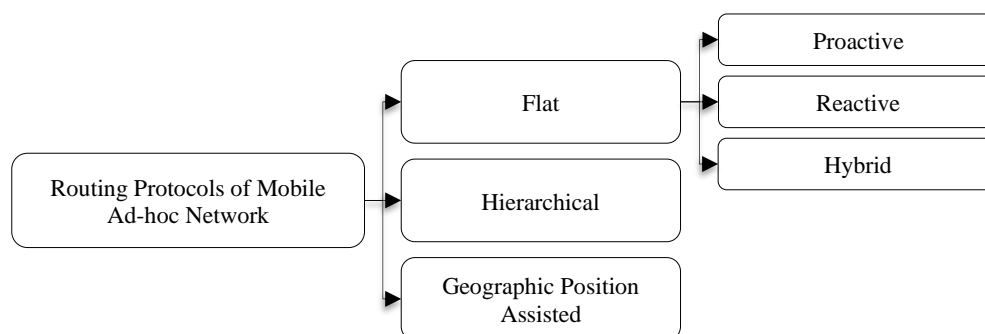 Proactive
Flat
Reactive
Hybrid
Routing Protocols of Mobile
Ad-hoc Network
Hierarchical
Geographic Position
Assisted